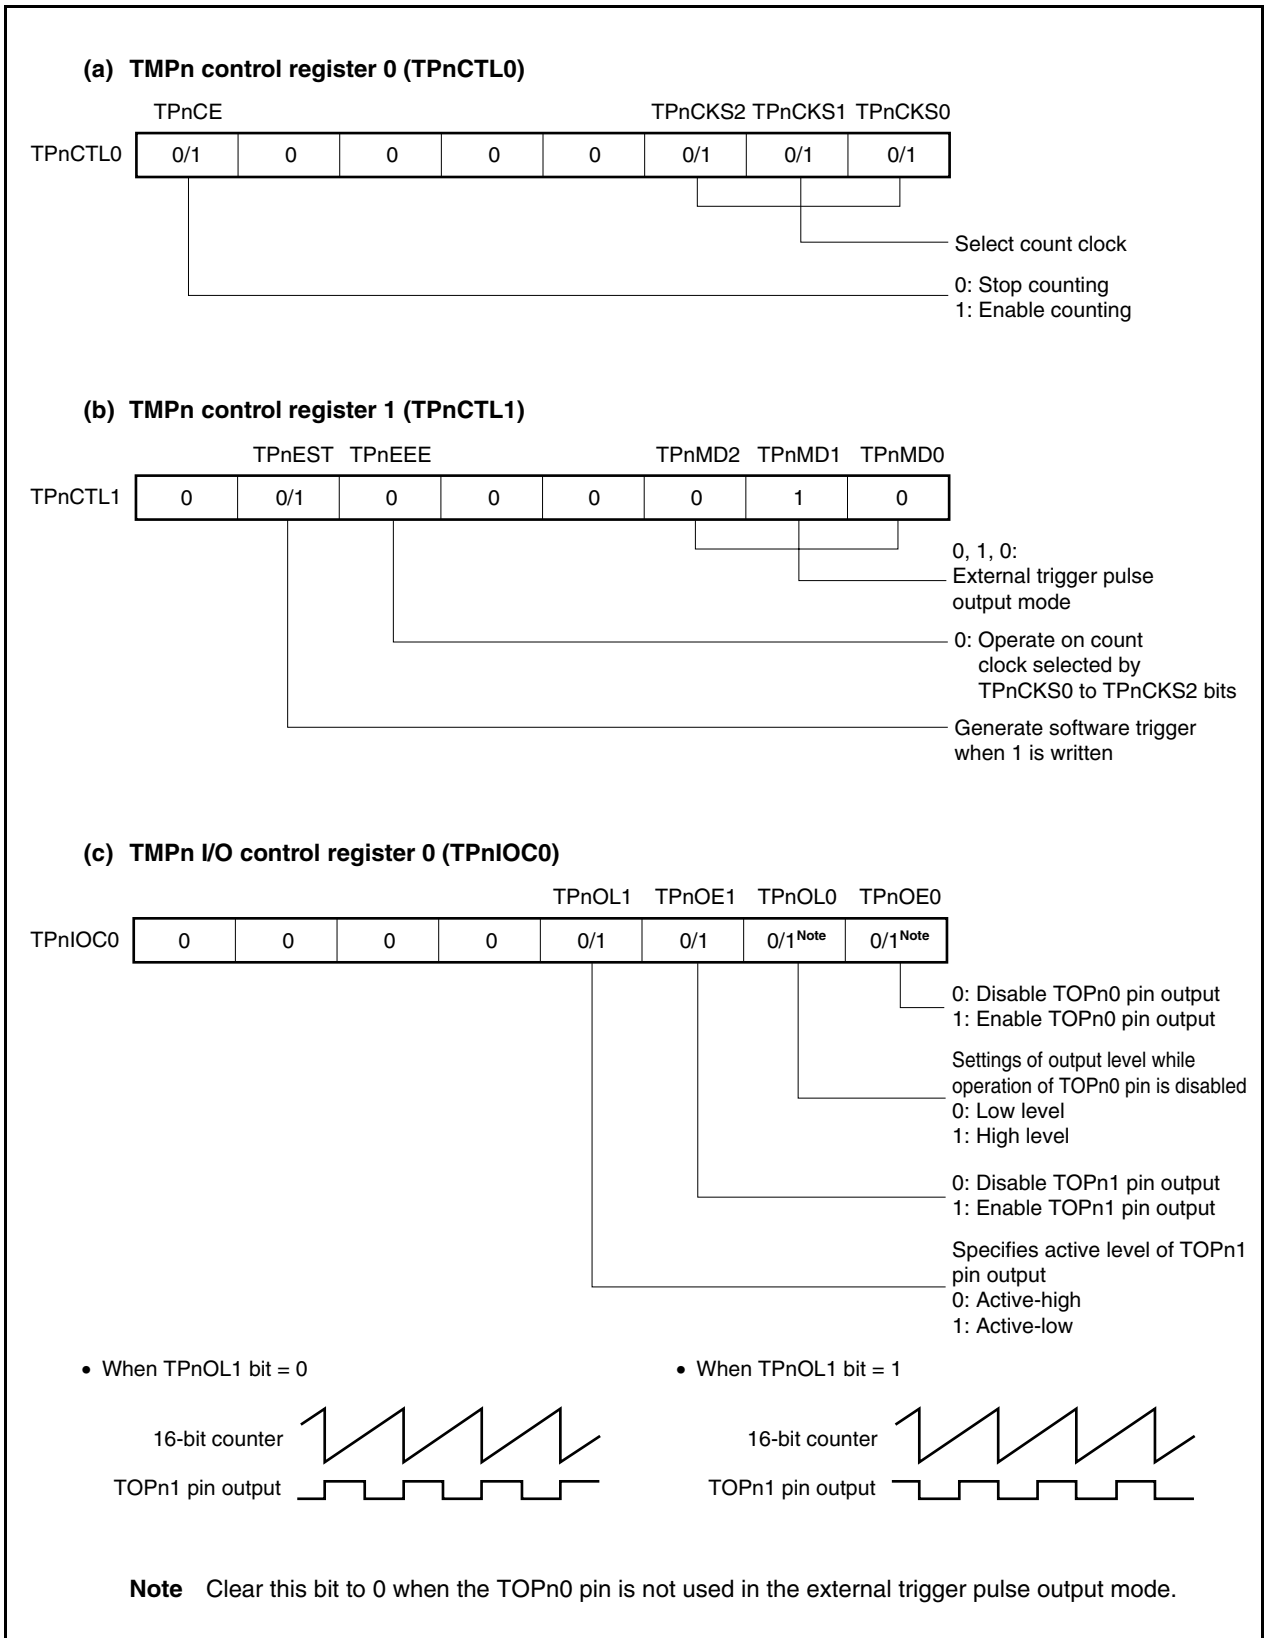 (a) TMPn control register 0 (TPnCTL0)
TPnCE TPnCKS2 TPnCKS1 TPnCKS0
TPnCTL0 0/1 0 0 0 0 0/1 0/1 0/1
Select count clock
0: Stop counting
1: Enable counting
(b) TMPn control register 1 (TPnCTL1)
TPnEST TPnEEE TPnMD2 TPnMD1 TPnMD0
TPnCTL1 0 0/1 0 0 0 0 1 0
0, 1, 0:
External trigger pulse
output mode
0: Operate on count
clock selected by
TPnCKS0 to TPnCKS2 bits
Generate software trigger
when 1 is written
(c) TMPn I/O control register 0 (TPnIOC0)
TPnOL1 TPnOE1 TPnOL0 TPnOE0
TPnIOC0 0 0 0 0 0/1 0/1 0/1Note 0/1Note
0: Disable TOPn0 pin output
1: Enable TOPn0 pin output
Settings of output level while
operation of TOPn0 pin is disabled
0: Low level
1: High level
0: Disable TOPn1 pin output
1: Enable TOPn1 pin output
Specifies active level of TOPn1
pin output
0: Active-high
1: Active-low
• When TPnOL1 bit = 0
16-bit counter
TOPn1 pin output
• When TPnOL1 bit = 1
16-bit counter
TOPn1 pin output
Note Clear this bit to 0 when the TOPn0 pin is not used in the external trigger pulse output mode.